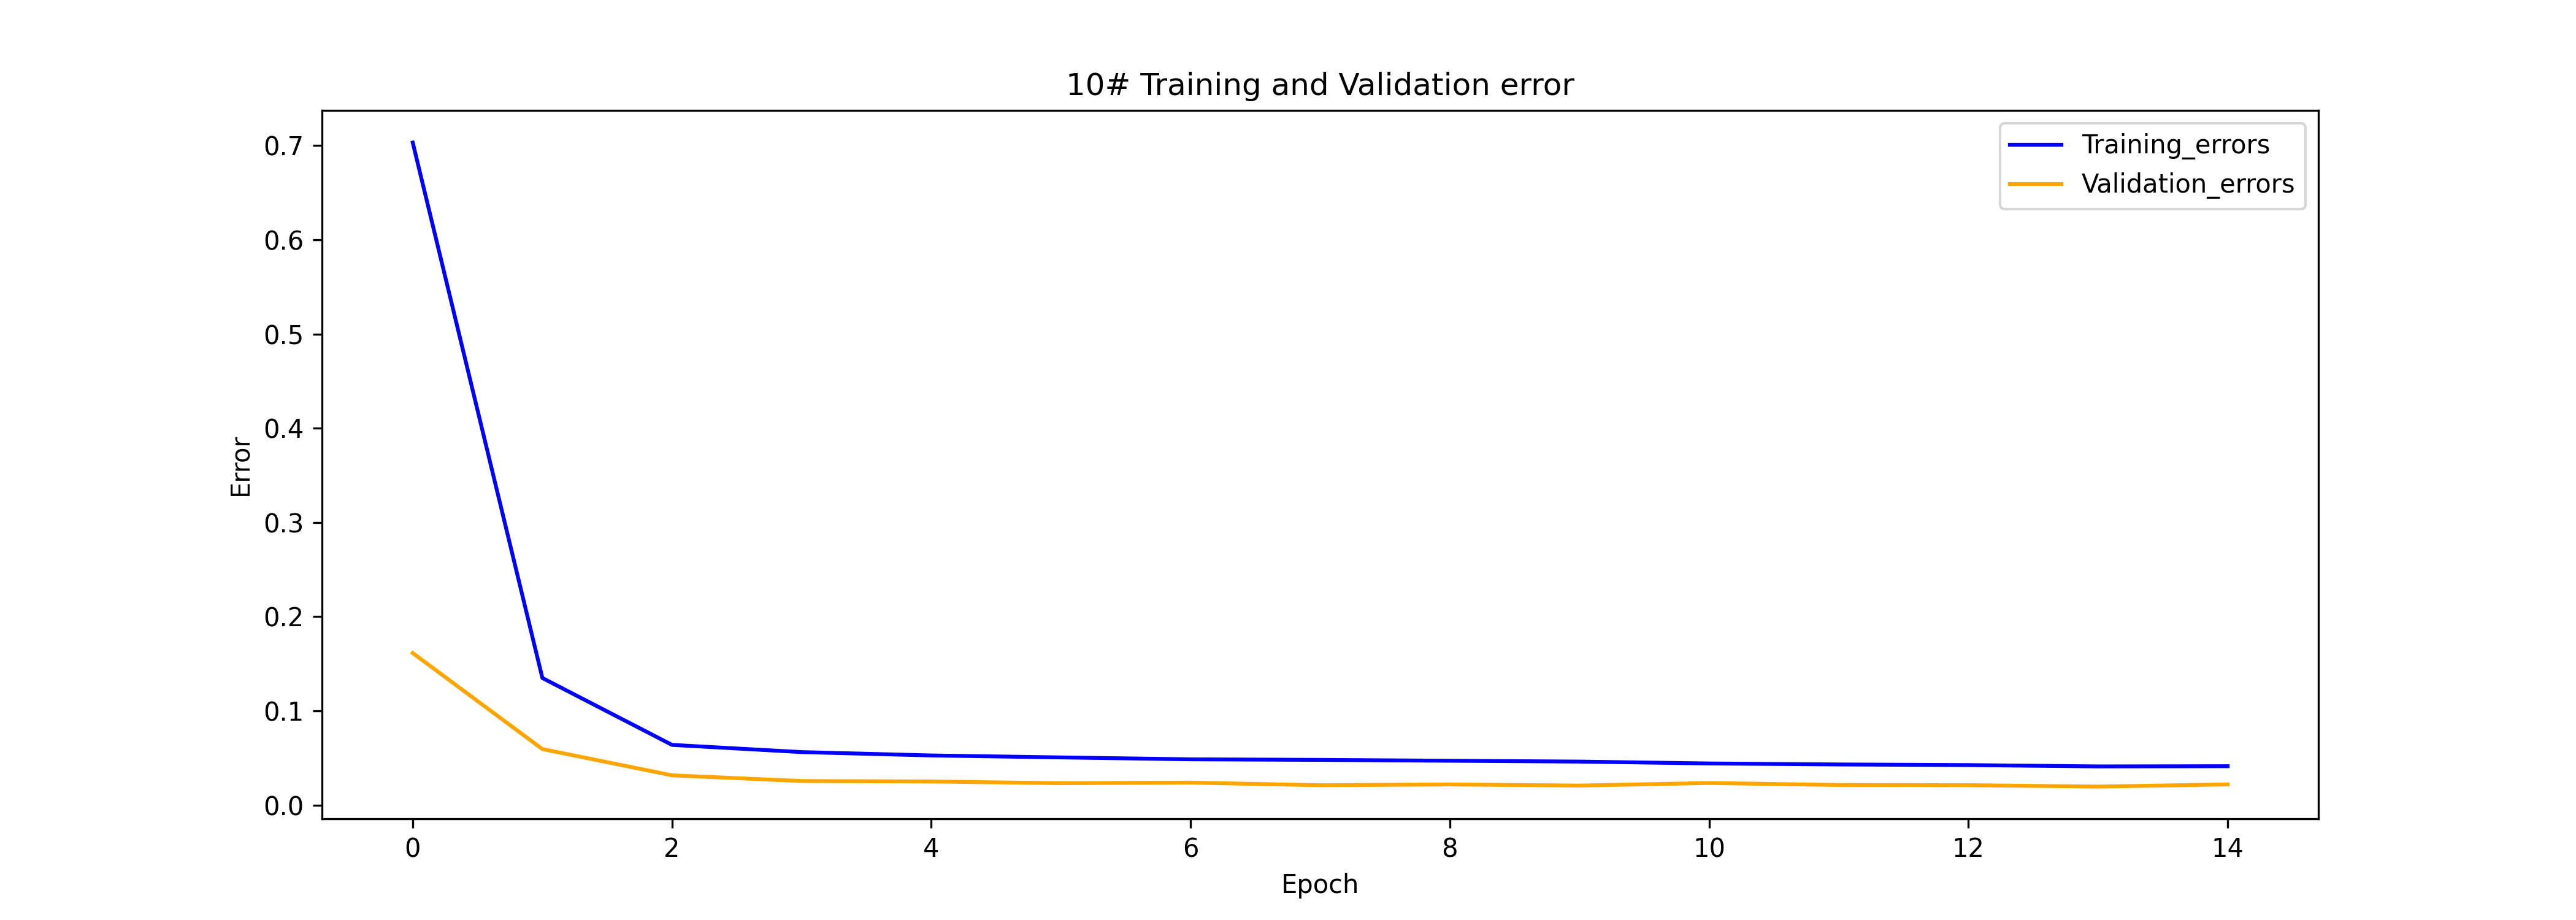 10# Training and Validation error
Training_errors
Validation_errors
0.7
0.6
0.5
0.4
0.3
0.2
0.1
0.0
Error
0 2 4 6 8 10 12 14
Epoch